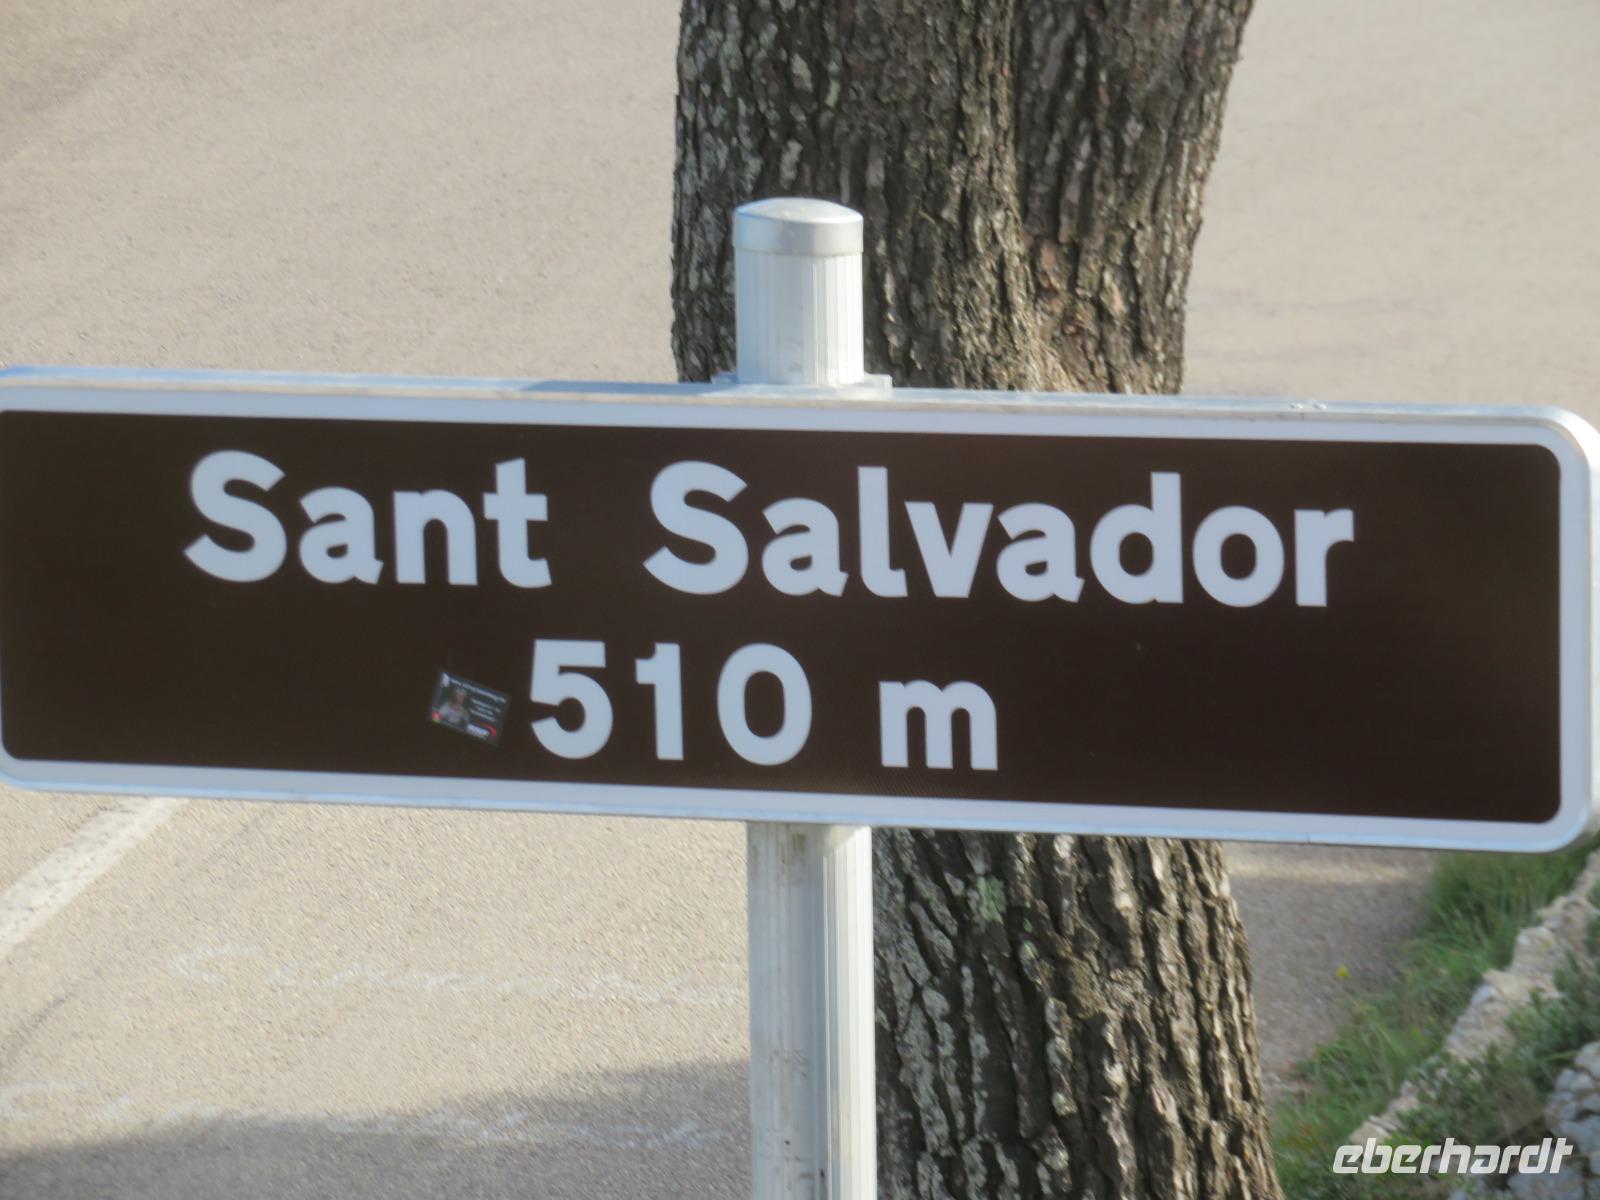 Sant Salvador
510 m
eberhardt